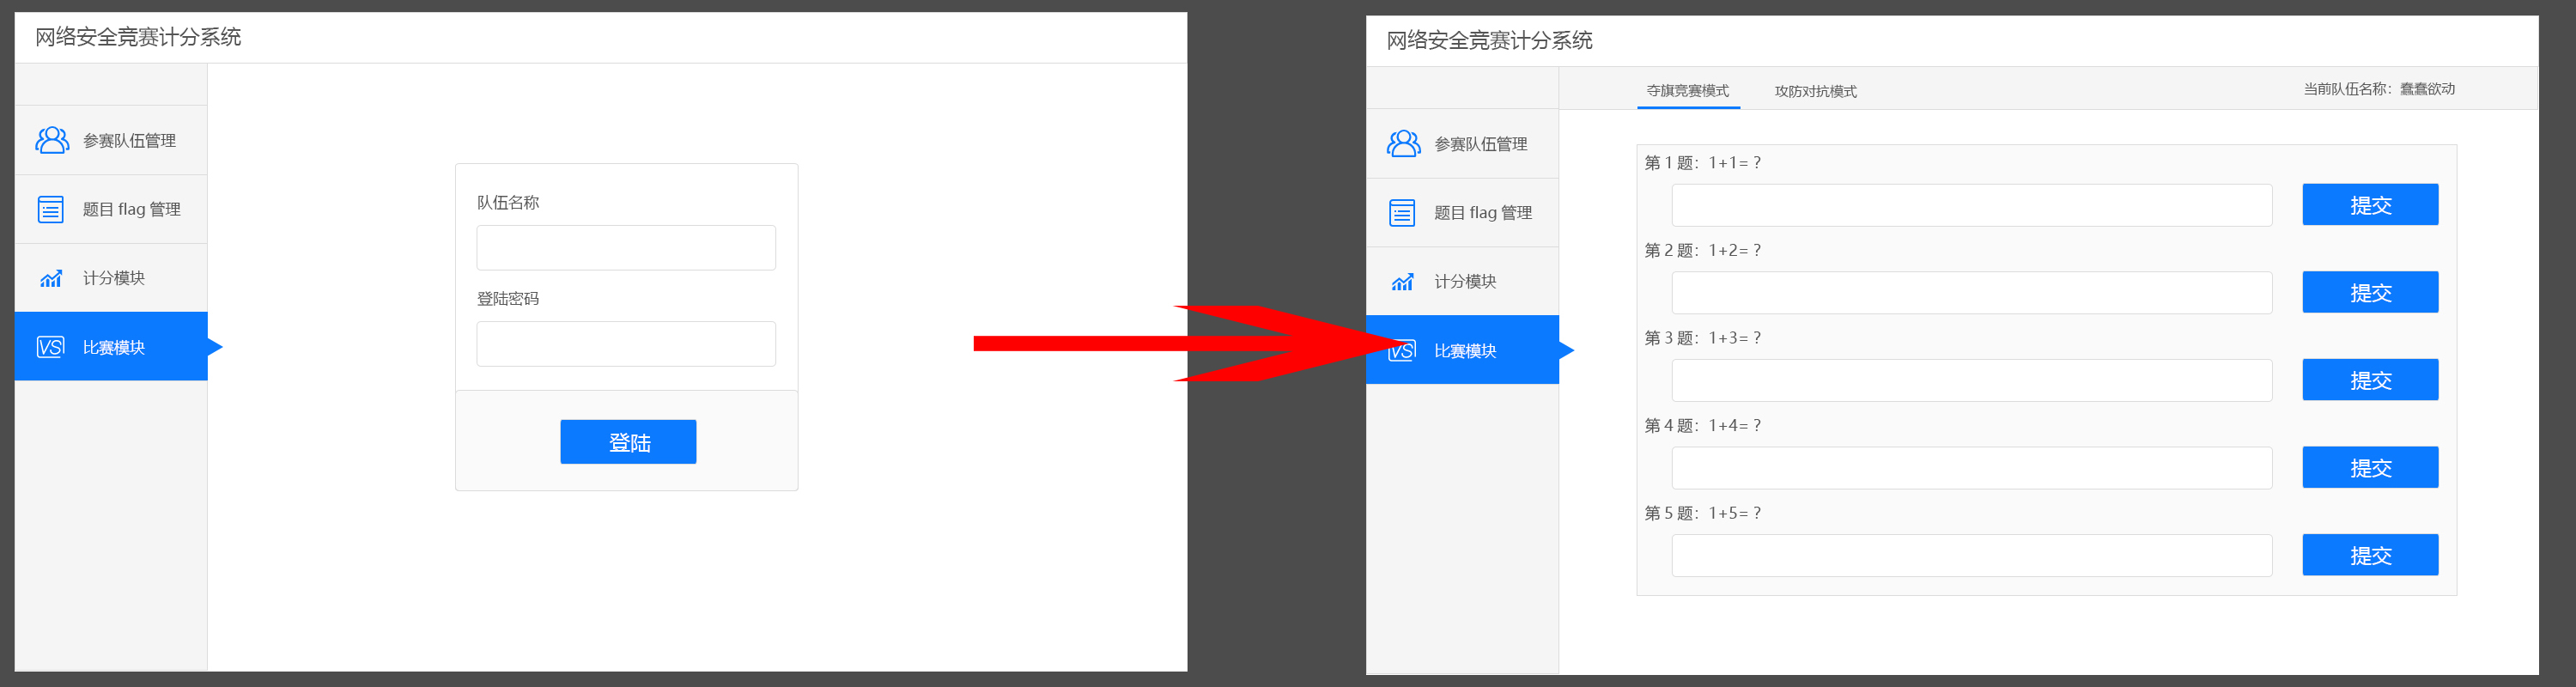 网络安全竞赛计分系统
参赛队伍管理
题目 flag 管理
计分模块
VS 比赛模块
队伍名称
登陆密码
登陆
网络安全竞赛计分系统
参赛队伍管理
题目 flag 管理
计分模块
VS 比赛模块
夺旗竞赛模式
攻防对抗模式
当前队伍名称：蠢蠢欲动
第 1 题：1+1=？
提交
第 2 题：1+2=？
提交
第 3 题：1+3=？
提交
第 4 题：1+4=？
提交
第 5 题：1+5=？
提交